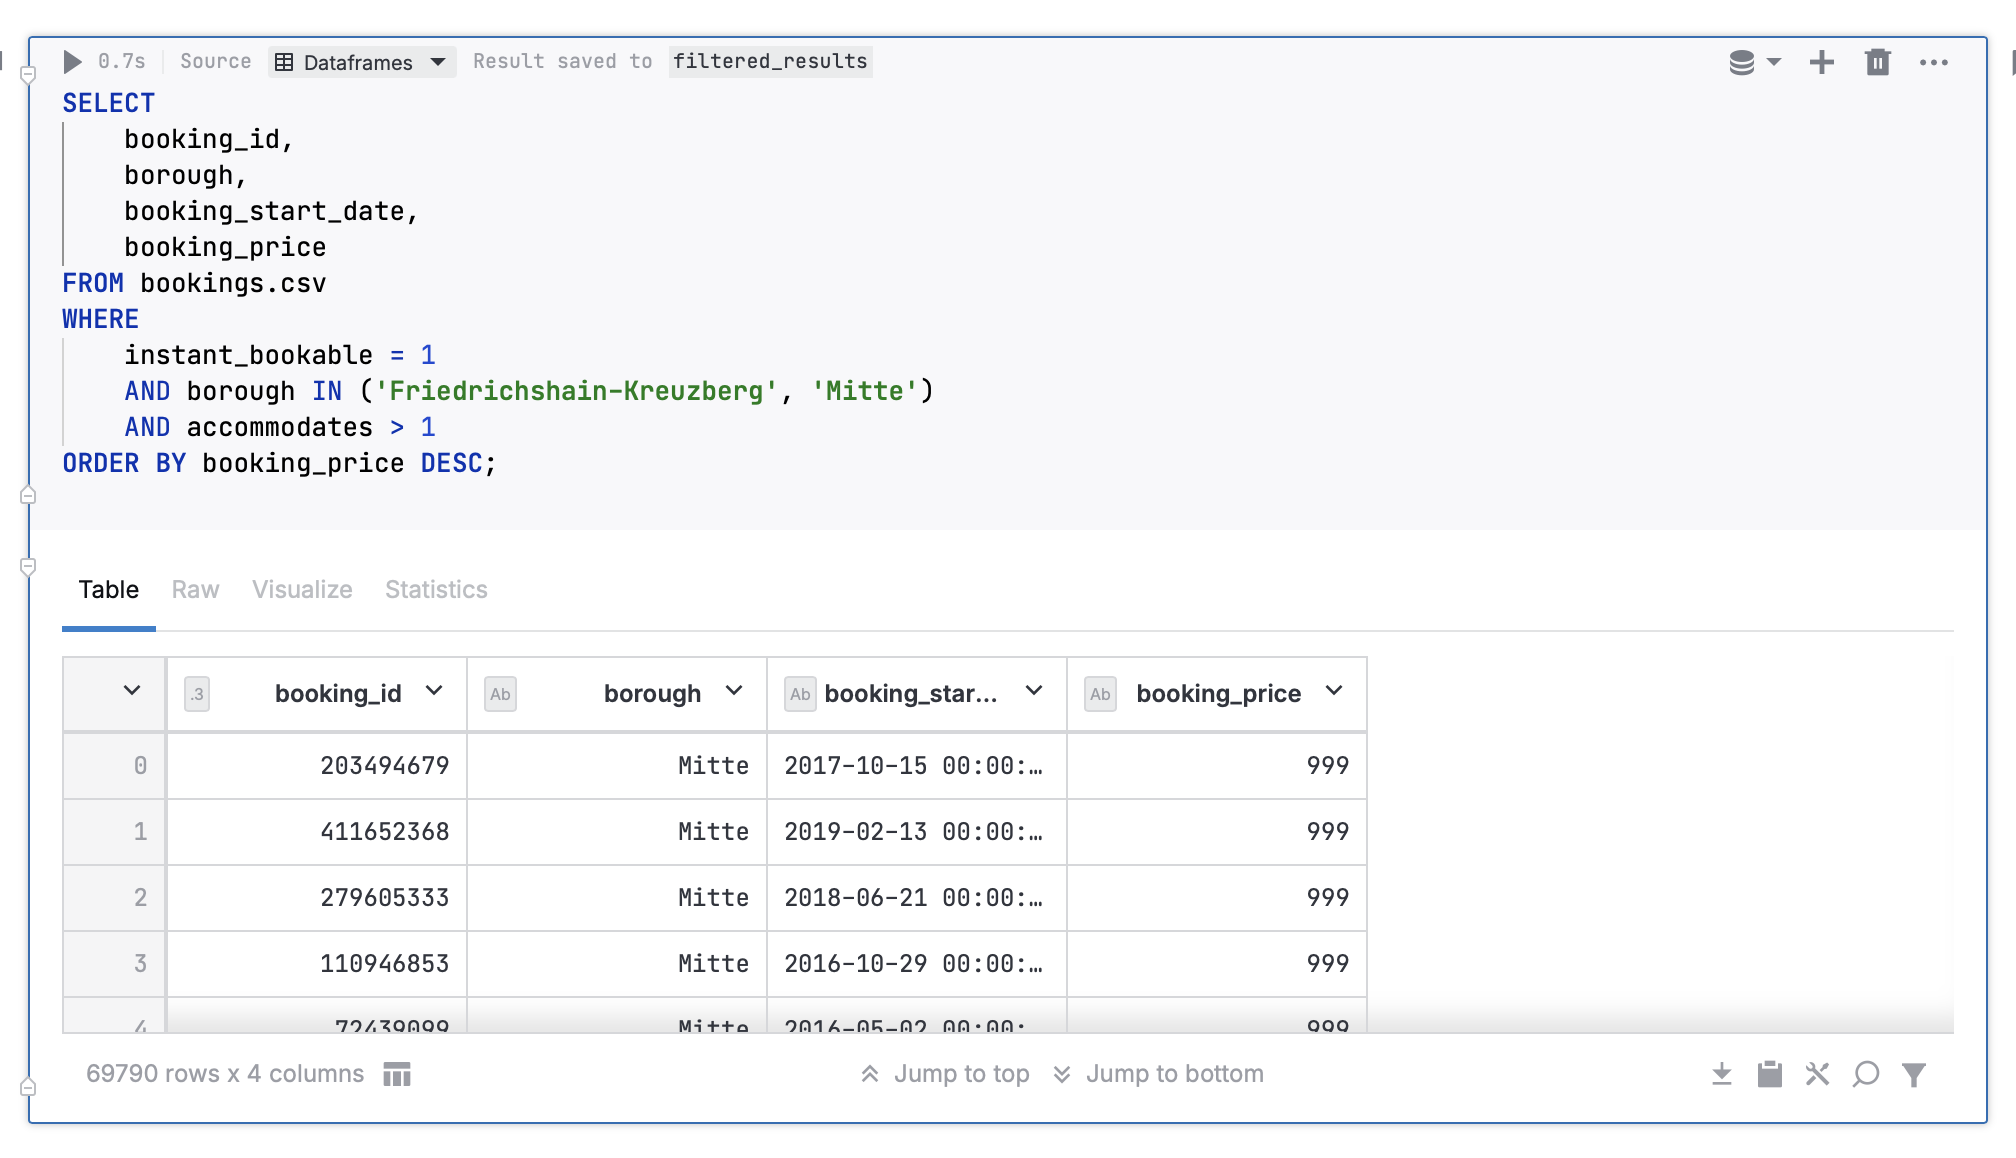 0.7s Source Dataframes Result saved to filtered_results
SELECT
booking_id,
borough,
booking_start_date,
booking_price
FROM bookings.csv
WHERE
instant_bookable = 1
AND borough IN ('Friedrichshain-Kreuzberg', 'Mitte')
AND accommodates > 1
ORDER BY booking_price DESC;
Table Raw Visualize Statistics
.3 booking_id Ab borough Ab booking_star... Ab booking_price
0 203494679 Mitte 2017-10-15 00:00:… 999
1 411652368 Mitte 2019-02-13 00:00:… 999
2 279605333 Mitte 2018-06-21 00:00:… 999
3 110946853 Mitte 2016-10-29 00:00:… 999
4 72439099 Mitte 2016-05-02 00:00: 999
69790 rows x 4 columns Jump to top Jump to bottom